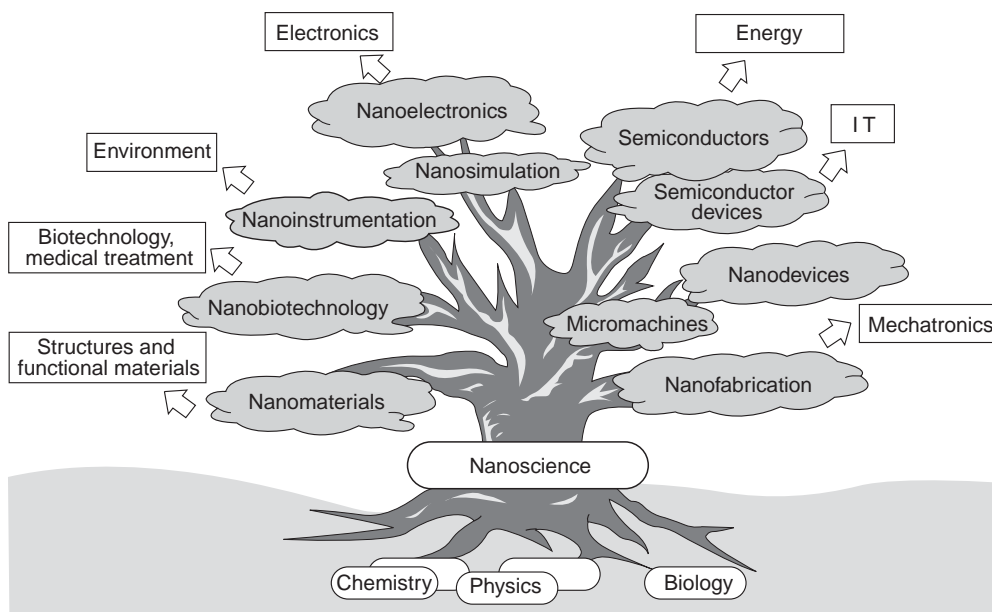 Electronics
Energy
Nanoelectronics
IT
Semiconductors
Environment
Nanosimulation
Semiconductor
devices
Nanoinstrumentation
Biotechnology,
medical treatment
Nanodevices
Nanobiotechnology
Micromachines
Mechatronics
Structures and
functional materials
Nanofabrication
Nanomaterials
Nanoscience
Chemistry
Physics
Biology